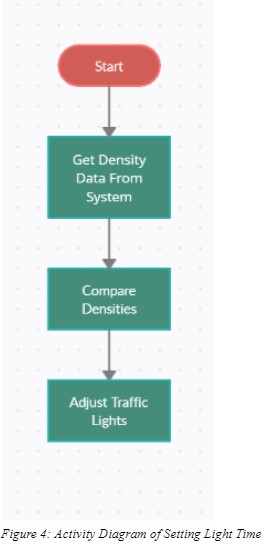 Start
Get Density
Data From
System
Compare
Densities
Adjust Traffic
Lights
Figure 4: Activity Diagram of Setting Light Time